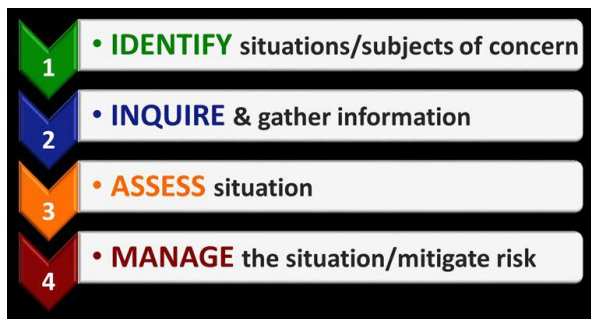 1 • IDENTIFY situations/subjects of concern
2 • INQUIRE & gather information
3 • ASSESS situation
4 • MANAGE the situation/mitigate risk